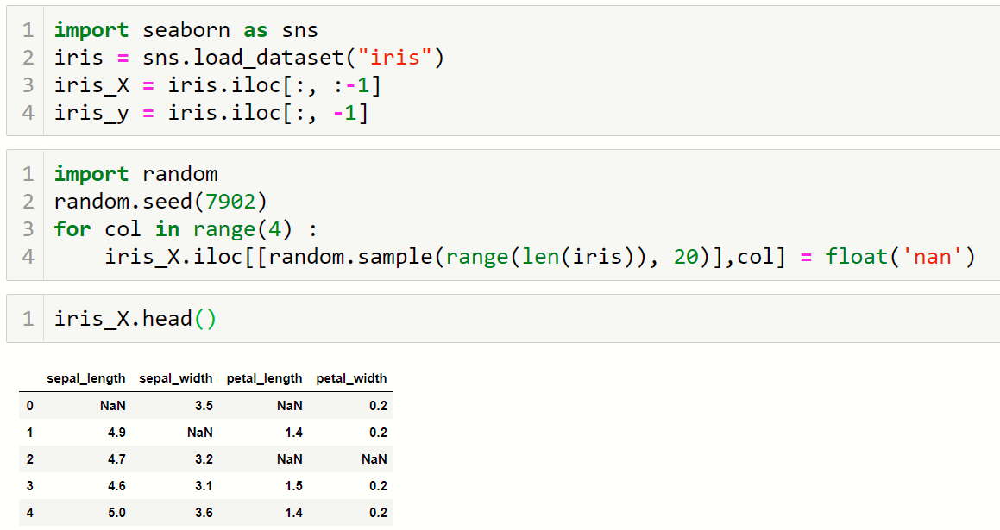 1 import seaborn as sns
2 iris = sns.load_dataset("iris")
3 iris_X = iris.iloc[:, :-1]
4 iris_y = iris.iloc[:, -1]
1 import random
2 random.seed(7902)
3 for col in range(4) :
4     iris_X.iloc[[random.sample(range(len(iris)), 20)],col] = float('nan')
1 iris_X.head()
sepal_length sepal_width petal_length petal_width
0 NaN 3.5 NaN 0.2
1 4.9 NaN 1.4 0.2
2 4.7 3.2 NaN NaN
3 4.6 3.1 1.5 0.2
4 5.0 3.6 1.4 0.2